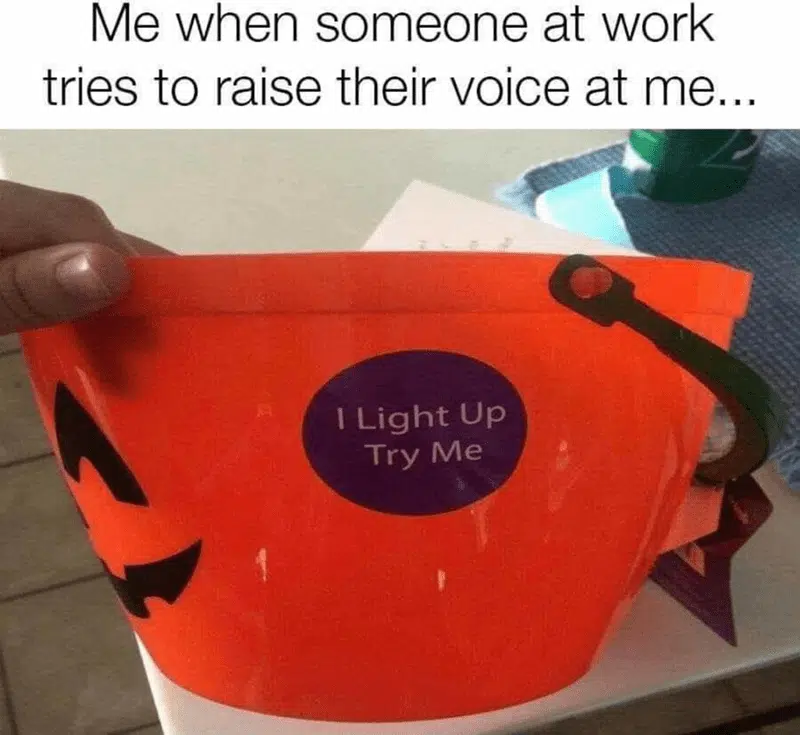 Me when someone at work
tries to raise their voice at me...
I Light Up
Try Me